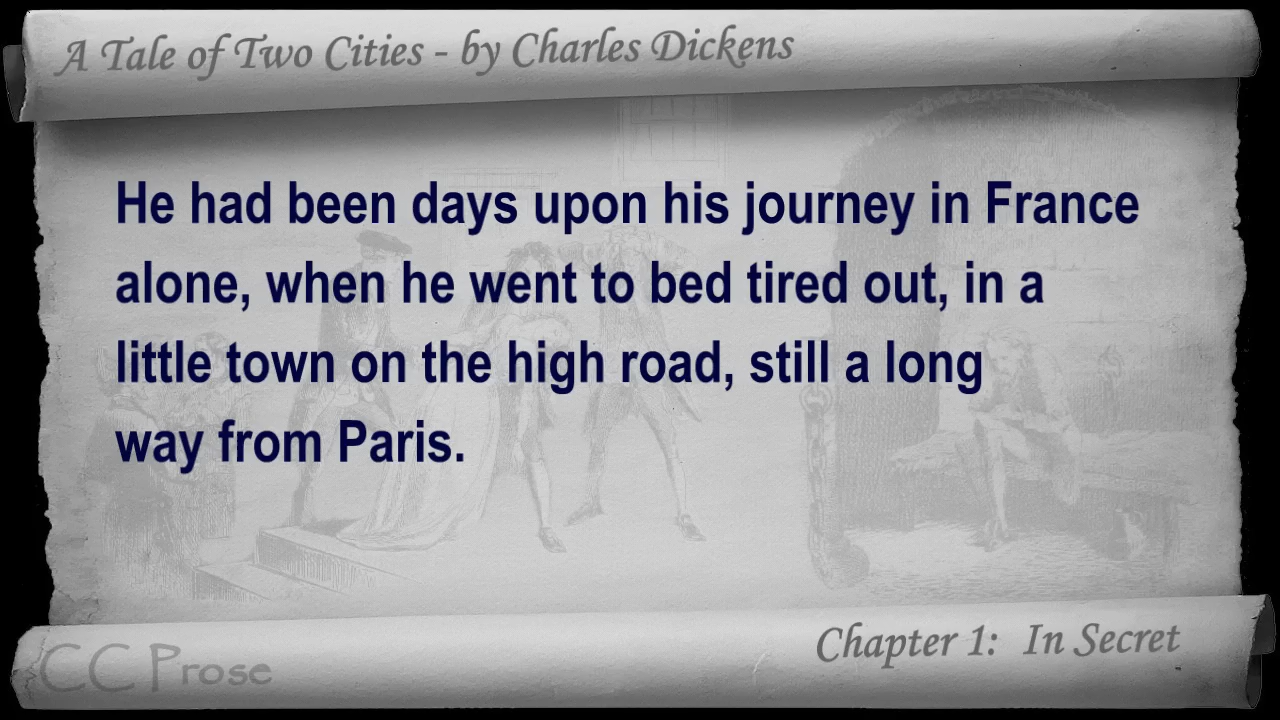 A Tale of Two Cities - by Charles Dickens
He had been days upon his journey in France
alone, when he went to bed tired out, in a
little town on the high road, still a long
way from Paris.
Chapter 1: In Secret
CC Prose